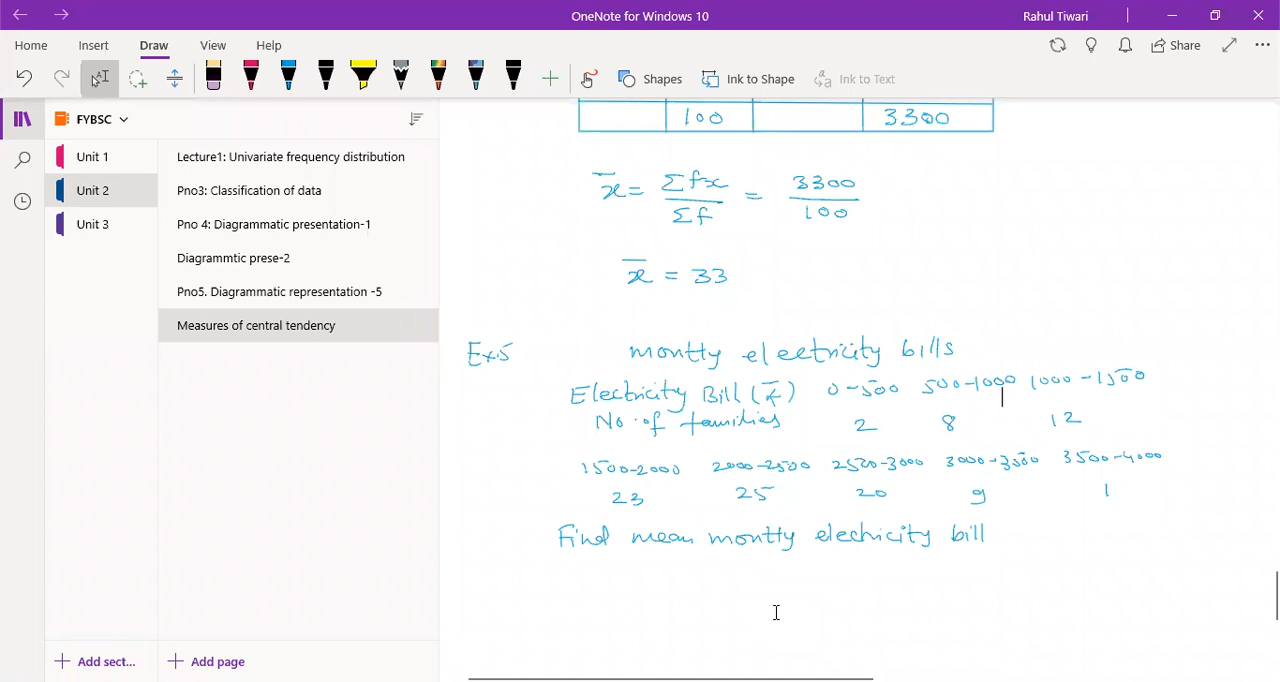 OneNote for Windows 10
Rahul Tiwari
Home Insert Draw View Help
Share
Shapes Ink to Shape Ink to Text
FYBSC
Unit 1
Unit 2
Unit 3
Lecture1: Univariate frequency distribution
Pno3: Classification of data
Pno 4: Diagrammatic presentation-1
Diagrammtic prese-2
Pno5. Diagrammatic representation -5
Measures of central tendency
Add sect...
Add page
100 3300
x̄ = Σfx / Σf = 3300 / 100
x̄ = 33
Ex.5 montly electricity bills
Electricity Bill (₹) 0-500 500-1000 1000-1500
No. of families 2 8 12
1500-2000 2000-2500 2500-3000 3000-3500 3500-4000
23 25 20 9 1
Find mean montly electricity bill